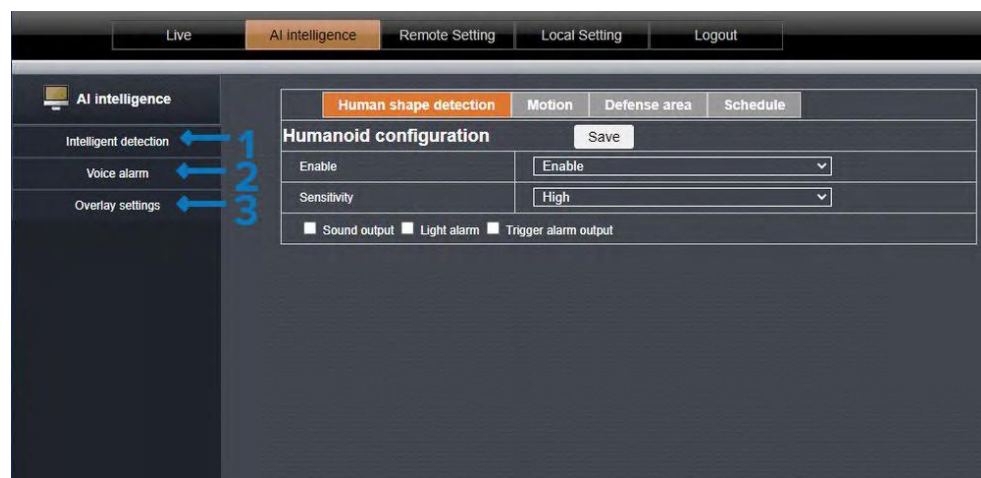 Live AI intelligence Remote Setting Local Setting Logout
AI intelligence
Intelligent detection 1
Voice alarm 2
Overlay settings 3
Human shape detection Motion Defense area Schedule
Humanoid configuration Save
Enable Enable
Sensitivity High
Sound output Light alarm Trigger alarm output